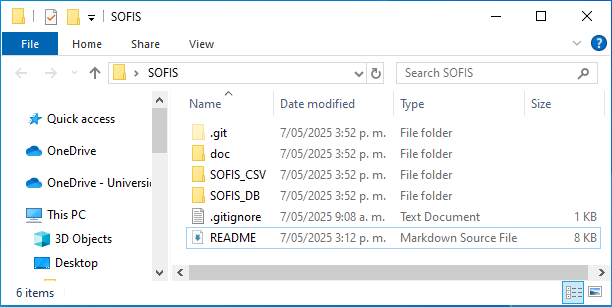 SOFIS
File Home Share View
SOFIS Search SOFIS
Quick access
OneDrive
OneDrive - Universi
This PC
3D Objects
Desktop
Name Date modified Type Size
.git 7/05/2025 3:52 p. m. File folder
doc 7/05/2025 3:52 p. m. File folder
SOFIS_CSV 7/05/2025 3:52 p. m. File folder
SOFIS_DB 7/05/2025 3:52 p. m. File folder
.gitignore 7/05/2025 9:08 a. m. Text Document 1 KB
README 7/05/2025 3:12 p. m. Markdown Source File 8 KB
6 items